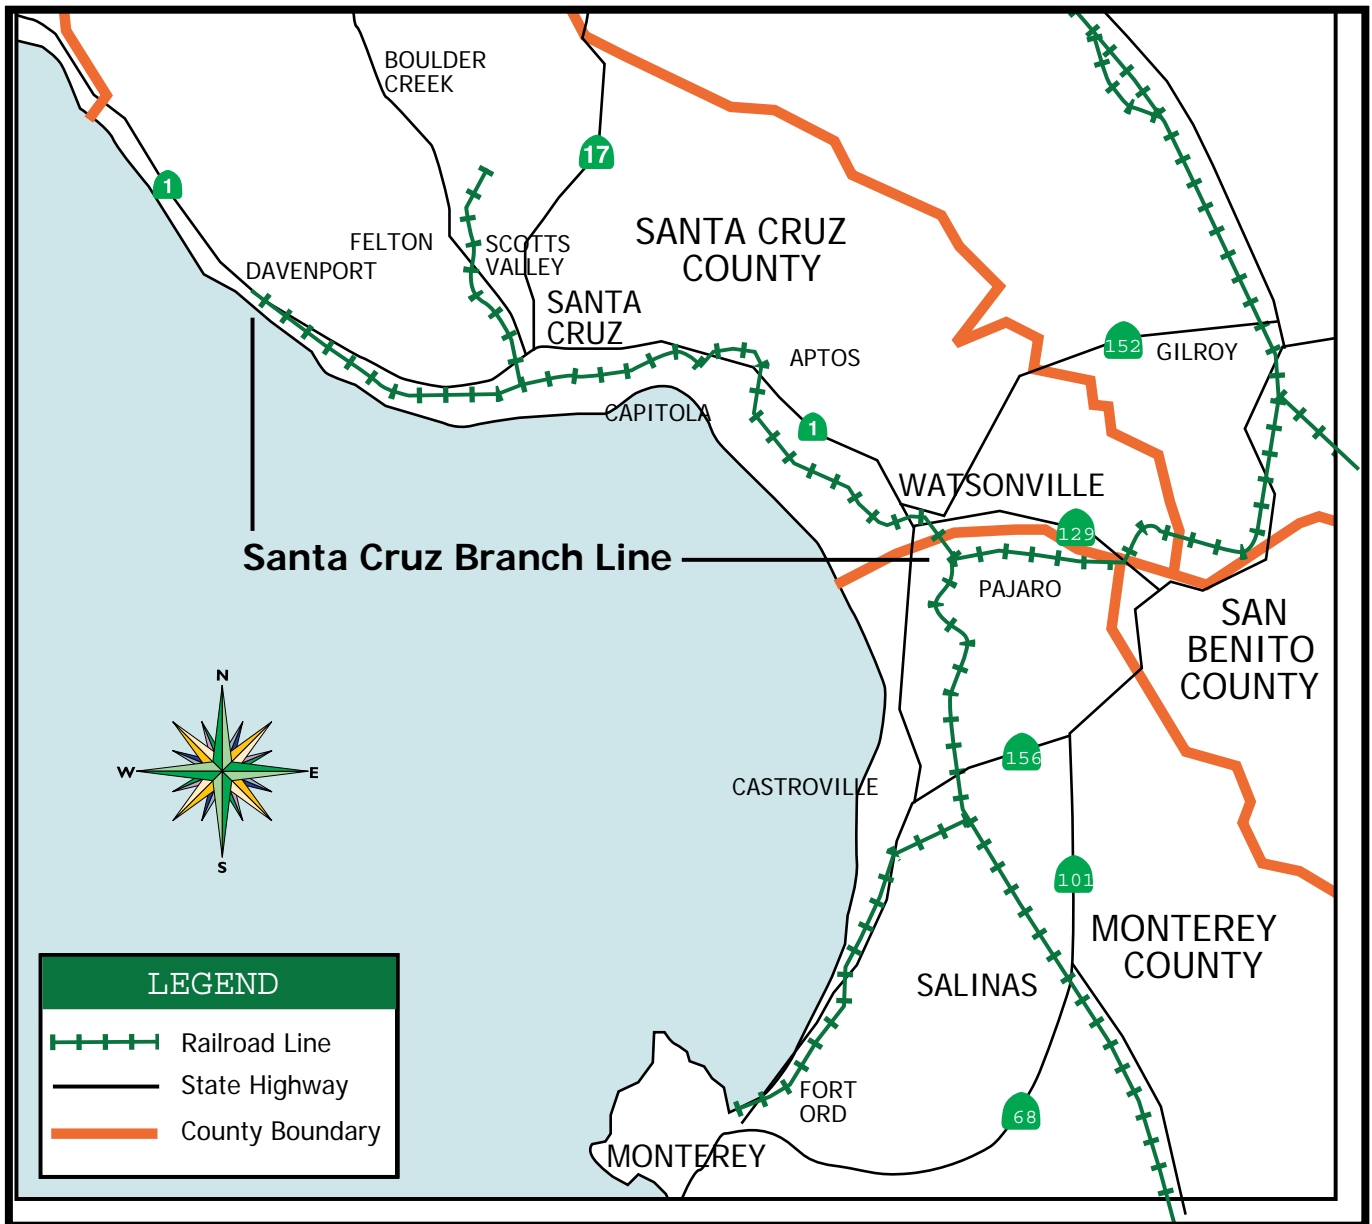 BOULDER
CREEK
17
1
SANTA CRUZ
COUNTY
FELTON
SCOTTS
VALLEY
DAVENPORT
SANTA
CRUZ
152
GILROY
APTOS
CAPITOLA
1
WATSONVILLE
129
Santa Cruz Branch Line
PAJARO
SAN
BENITO
COUNTY
N
W
E
S
156
CASTROVILLE
101
MONTEREY
COUNTY
SALINAS
LEGEND
Railroad Line
State Highway
County Boundary
FORT
ORD
68
MONTEREY